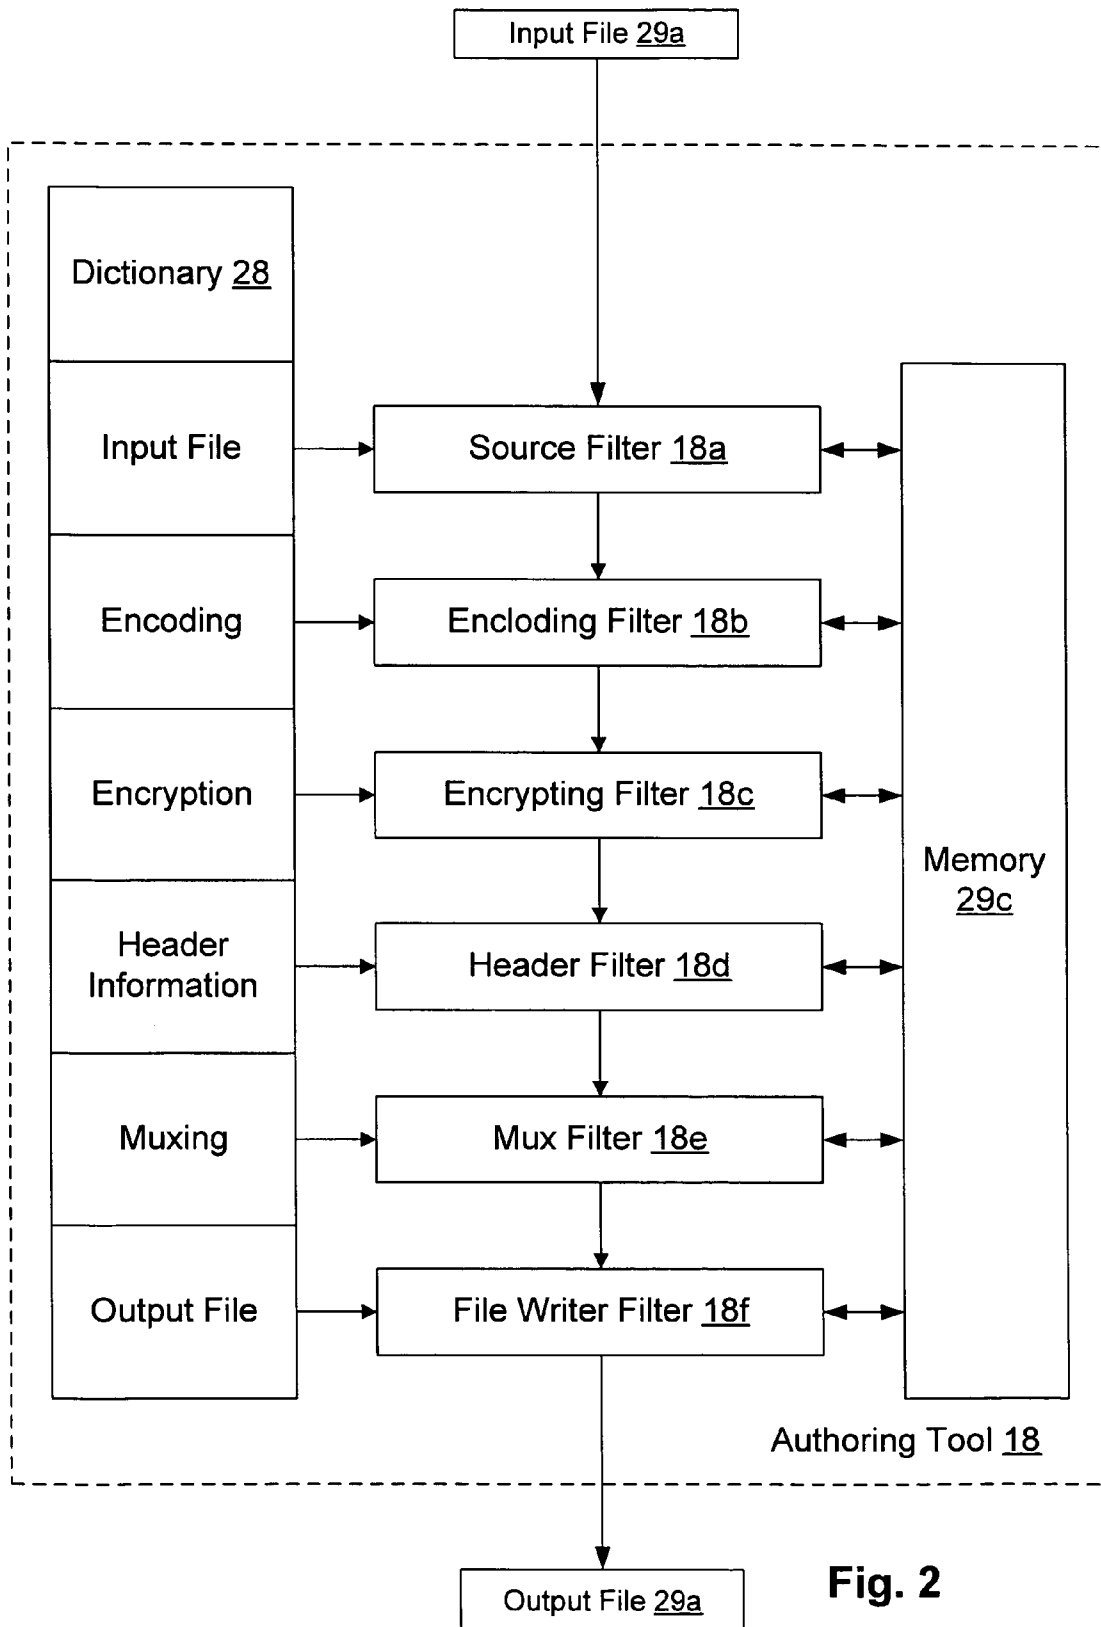 Input File 29a
Dictionary 28
Input File
Source Filter 18a
Encoding
Encloding Filter 18b
Encryption
Encrypting Filter 18c
Memory
29c
Header
Information
Header Filter 18d
Muxing
Mux Filter 18e
Output File
File Writer Filter 18f
Authoring Tool 18
Output File 29a
Fig. 2